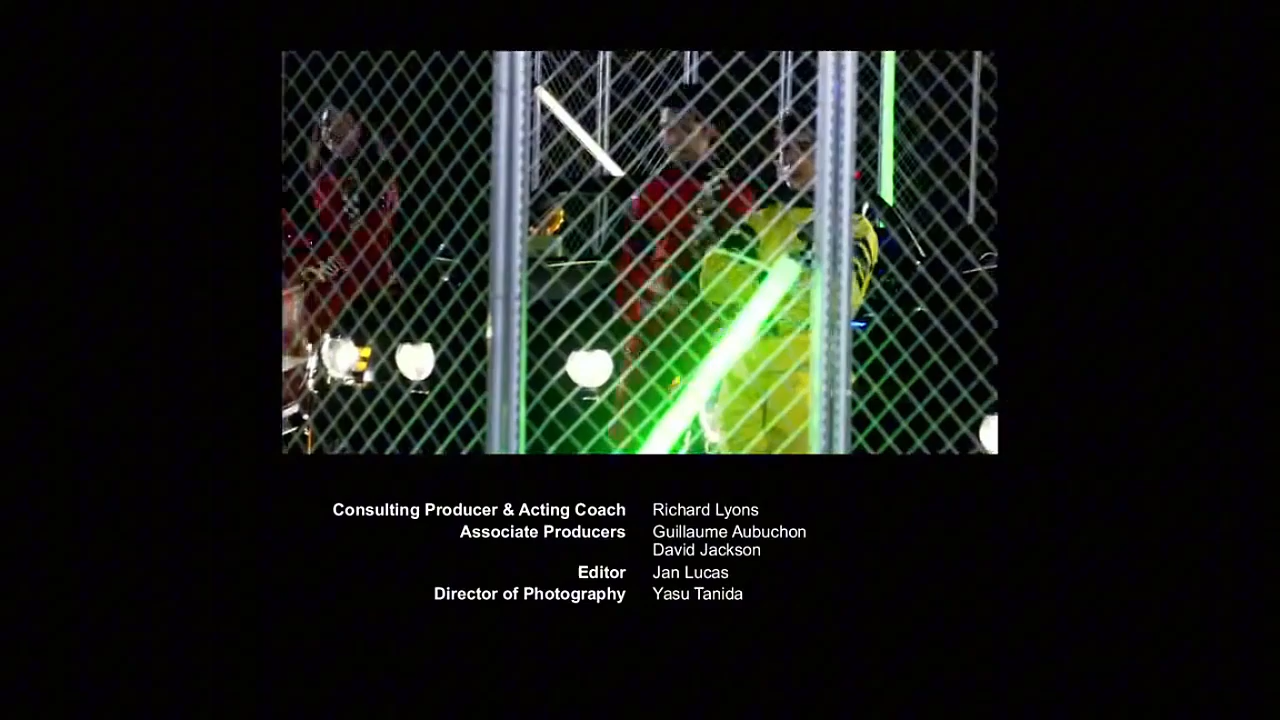 Consulting Producer & Acting Coach Richard Lyons
Associate Producers Guillaume Aubuchon
David Jackson
Editor Jan Lucas
Director of Photography Yasu Tanida